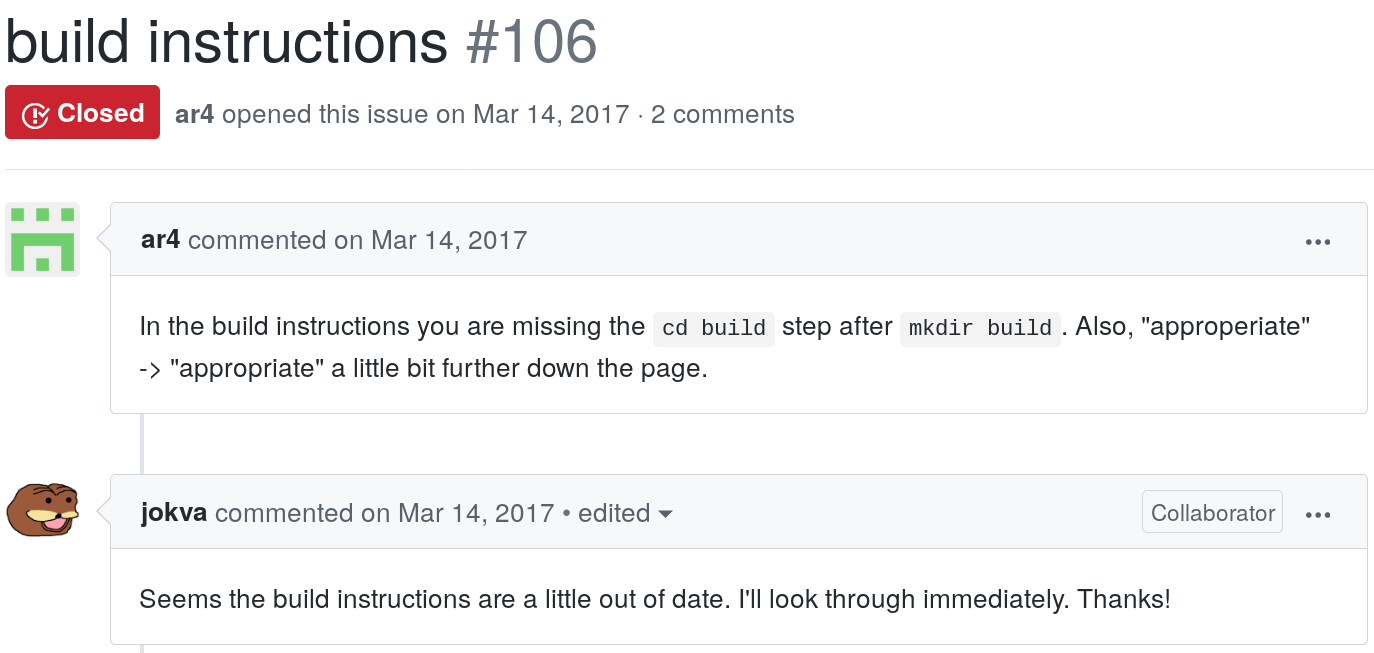 build instructions #106
Closed ar4 opened this issue on Mar 14, 2017 · 2 comments
ar4 commented on Mar 14, 2017
In the build instructions you are missing the cd build step after mkdir build. Also, "approperiate"
-> "appropriate" a little bit further down the page.
jokva commented on Mar 14, 2017 • edited Collaborator
Seems the build instructions are a little out of date. I'll look through immediately. Thanks!